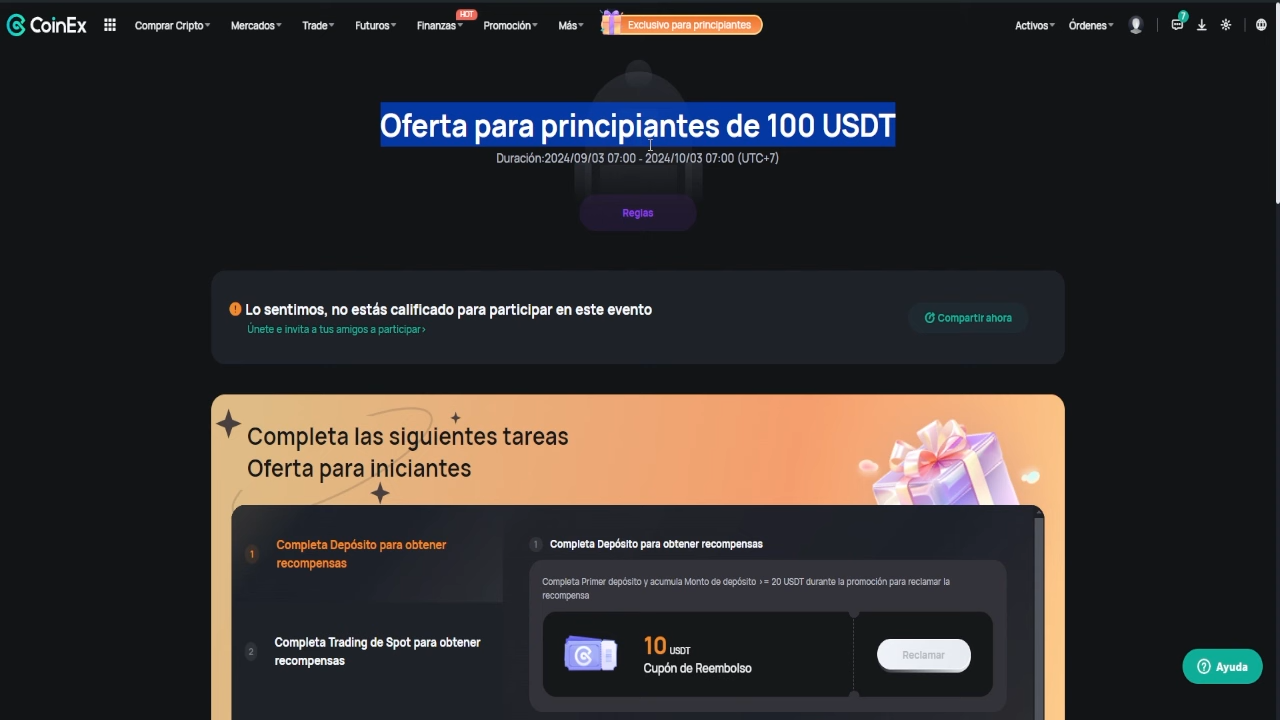 CoinEx
Comprar Cripto
Mercados
Trade
Futuros
Finanzas
HOT
Promoción
Más
Exclusivo para principiantes
Activos
Órdenes
7
Oferta para principiantes de 100 USDT
Duración:2024/09/03 07:00 - 2024/10/03 07:00 (UTC+7)
Reglas
Lo sentimos, no estás calificado para participar en este evento
Únete e invita a tus amigos a participar>
Compartir ahora
Completa las siguientes tareas
Oferta para iniciantes
1
Completa Depósito para obtener
recompensas
2
Completa Trading de Spot para obtener
recompensas
1 Completa Depósito para obtener recompensas
Completa Primer depósito y acumula Monto de depósito >= 20 USDT durante la promoción para reclamar la
recompensa
10 USDT
Cupón de Reembolso
Reclamar
Ayuda